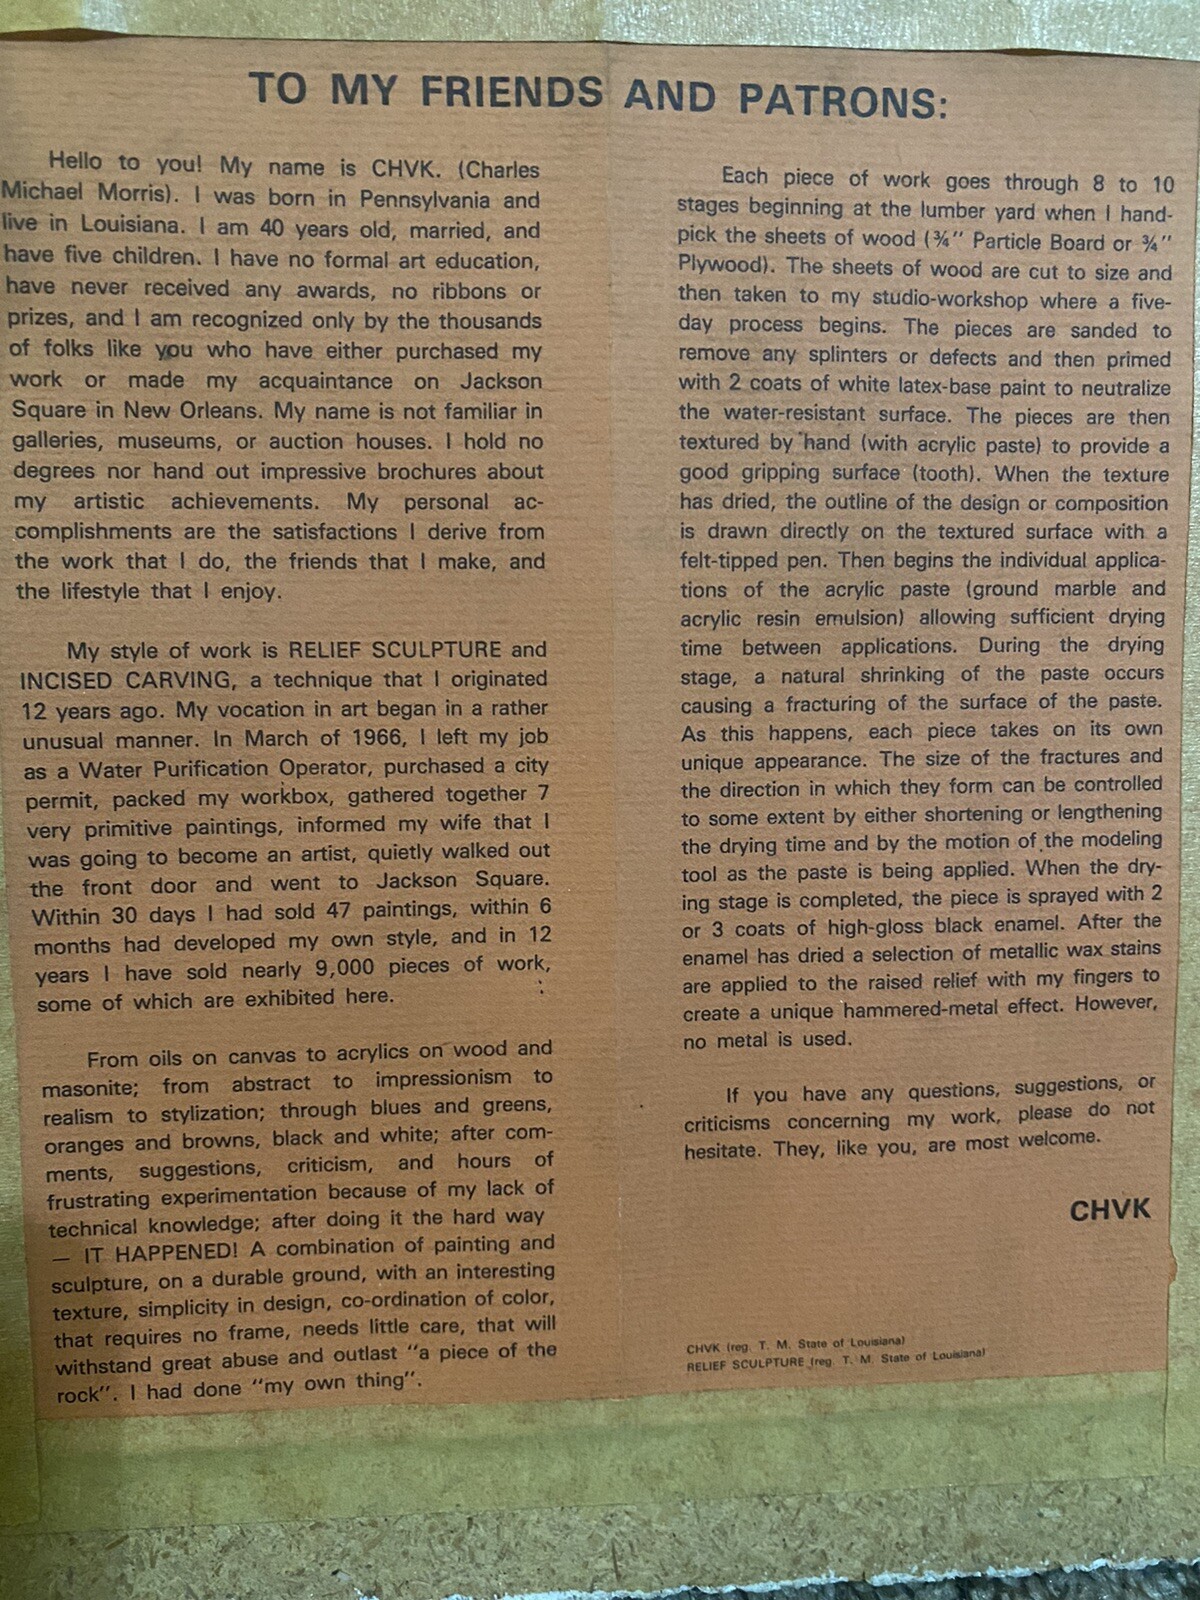 TO MY FRIENDS AND PATRONS:
Hello to you! My name is CHVK. (Charles
Michael Morris). I was born in Pennsylvania and
live in Louisiana. I am 40 years old, married, and
have five children. I have no formal art education,
have never received any awards, no ribbons or
prizes, and I am recognized only by the thousands
of folks like you who have either purchased my
work or made my acquaintance on Jackson
Square in New Orleans. My name is not familiar in
galleries, museums, or auction houses. I hold no
degrees nor hand out impressive brochures about
my artistic achievements. My personal ac-
complishments are the satisfactions I derive from
the work that I do, the friends that I make, and
the lifestyle that I enjoy.
My style of work is RELIEF SCULPTURE and
INCISED CARVING, a technique that I originated
12 years ago. My vocation in art began in a rather
unusual manner. In March of 1966, I left my job
as a Water Purification Operator, purchased a city
permit, packed my workbox, gathered together 7
very primitive paintings, informed my wife that I
was going to become an artist, quietly walked out
the front door and went to Jackson Square.
Within 30 days I had sold 47 paintings, within 6
months had developed my own style, and in 12
years I have sold nearly 9,000 pieces of work,
some of which are exhibited here.
From oils on canvas to acrylics on wood and
masonite; from abstract to impressionism to
realism to stylization; through blues and greens,
oranges and browns, black and white; after com-
ments, suggestions, criticism, and hours of
frustrating experimentation because of my lack of
technical knowledge; after doing it the hard way
— IT HAPPENED! A combination of painting and
sculpture, on a durable ground, with an interesting
texture, simplicity in design, co-ordination of color,
that requires no frame, needs little care, that will
withstand great abuse and outlast "a piece of the
rock". I had done "my own thing".
Each piece of work goes through 8 to 10
stages beginning at the lumber yard when I hand-
pick the sheets of wood (¾" Particle Board or ¾"
Plywood). The sheets of wood are cut to size and
then taken to my studio-workshop where a five-
day process begins. The pieces are sanded to
remove any splinters or defects and then primed
with 2 coats of white latex-base paint to neutralize
the water-resistant surface. The pieces are then
textured by hand (with acrylic paste) to provide a
good gripping surface (tooth). When the texture
has dried, the outline of the design or composition
is drawn directly on the textured surface with a
felt-tipped pen. Then begins the individual applica-
tions of the acrylic paste (ground marble and
acrylic resin emulsion) allowing sufficient drying
time between applications. During the drying
stage, a natural shrinking of the paste occurs
causing a fracturing of the surface of the paste.
As this happens, each piece takes on its own
unique appearance. The size of the fractures and
the direction in which they form can be controlled
to some extent by either shortening or lengthening
the drying time and by the motion of the modeling
tool as the paste is being applied. When the dry-
ing stage is completed, the piece is sprayed with 2
or 3 coats of high-gloss black enamel. After the
enamel has dried a selection of metallic wax stains
are applied to the raised relief with my fingers to
create a unique hammered-metal effect. However,
no metal is used.
If you have any questions, suggestions, or
criticisms concerning my work, please do not
hesitate. They, like you, are most welcome.
CHVK
CHVK (reg. T. M. State of Louisiana)
RELIEF SCULPTURE (reg. T. M. State of Louisiana)